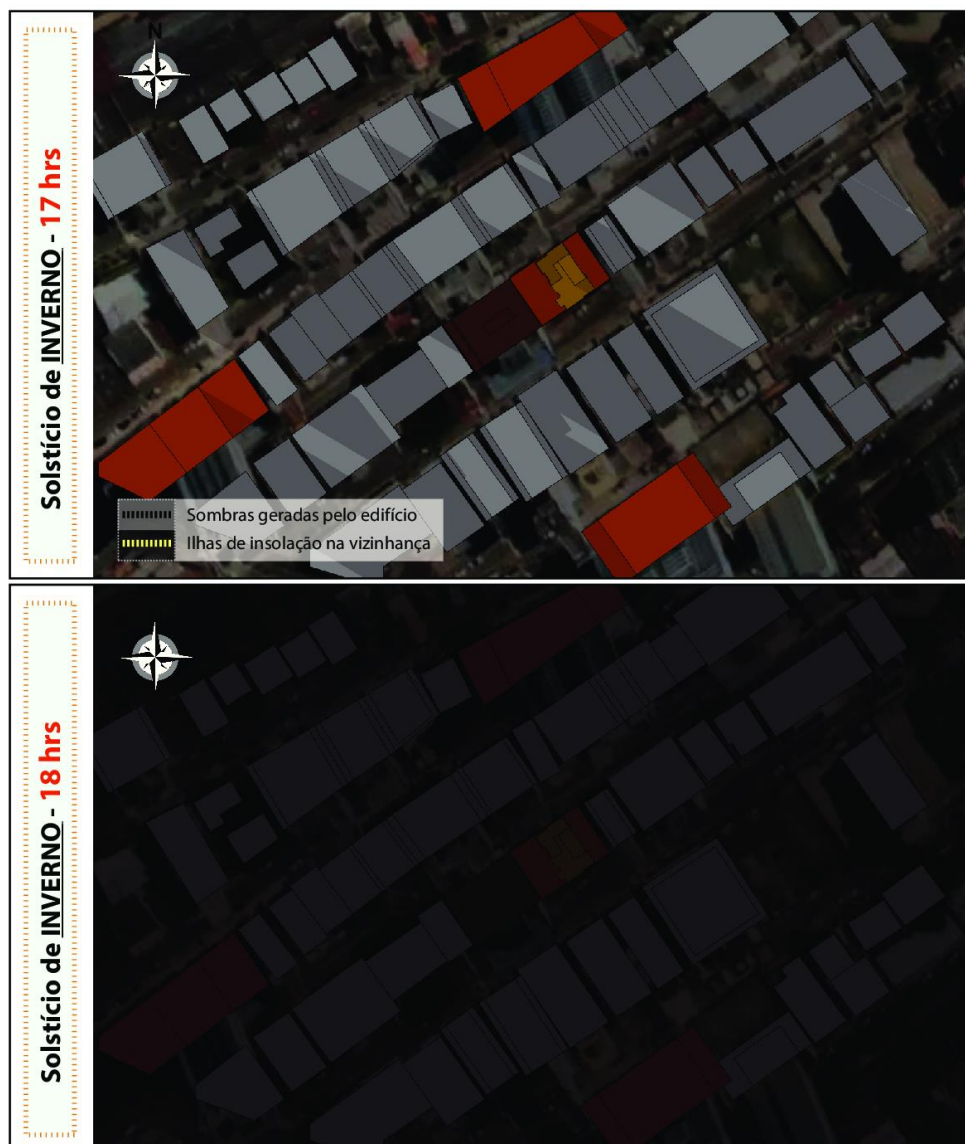 Solstício de INVERNO - 17 hrs
N
Sombras geradas pelo edifício
Ilhas de insolação na vizinhança
Solstício de INVERNO - 18 hrs